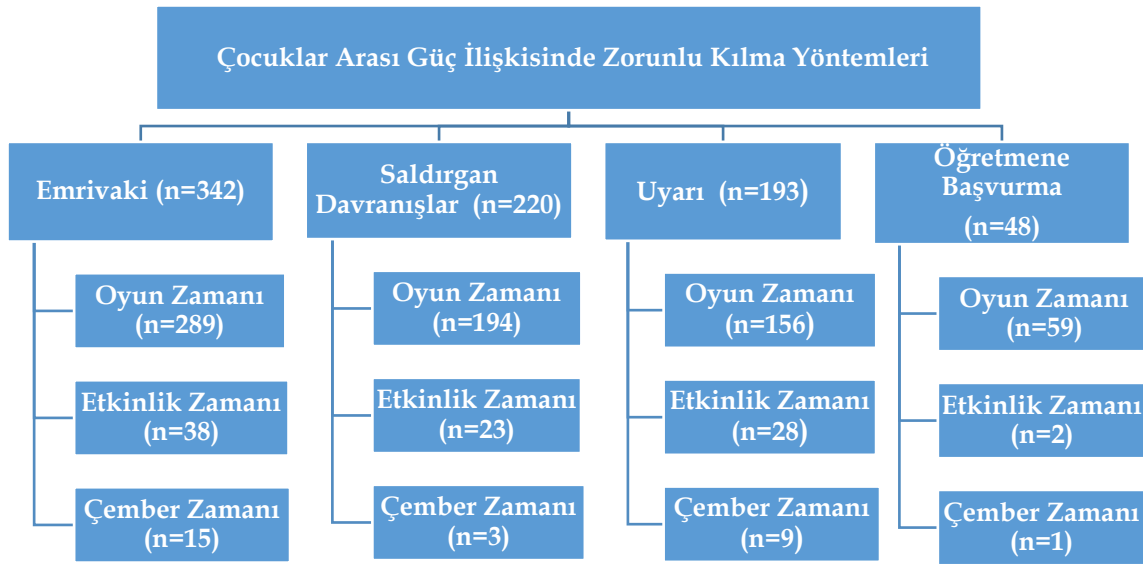 Çocuklar Arası Güç İlişkisinde Zorunlu Kılma Yöntemleri
Emrivaki (n=342)
Oyun Zamanı
(n=289)
Etkinlik Zamanı
(n=38)
Çember Zamanı
(n=15)
Saldırgan
Davranışlar (n=220)
Oyun Zamanı
(n=194)
Etkinlik Zamanı
(n=23)
Çember Zamanı
(n=3)
Uyarı (n=193)
Oyun Zamanı
(n=156)
Etkinlik Zamanı
(n=28)
Çember Zamanı
(n=9)
Öğretmene
Başvurma
(n=48)
Oyun Zamanı
(n=59)
Etkinlik Zamanı
(n=2)
Çember Zamanı
(n=1)